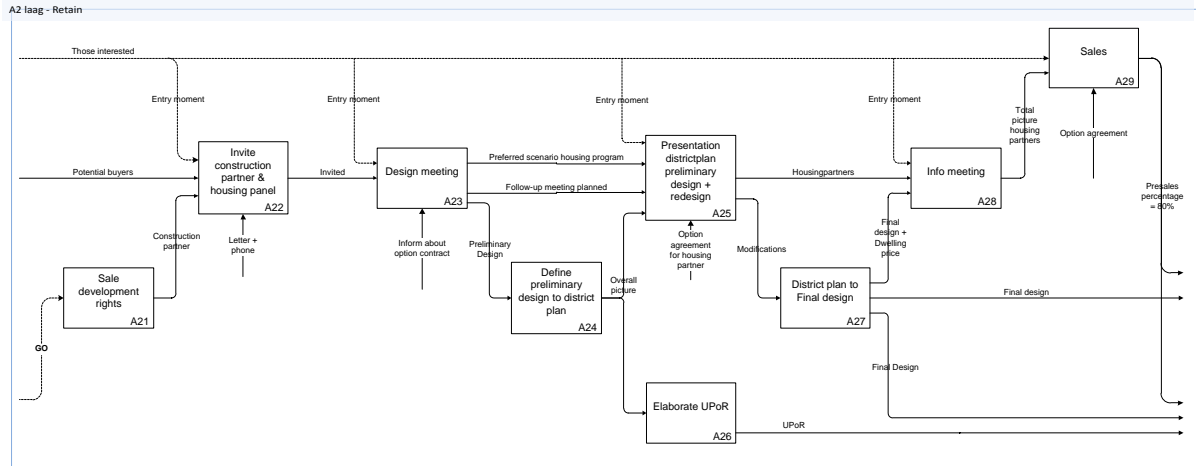 A2 laag - Retain
Those interested
Sales
A29
Entry moment
Entry moment
Entry moment
Entry moment
Total
picture
housing
partners
Option agreement
Invite
construction
partner &
housing panel
A22
Potential buyers
Invited
Design meeting
A23
Preferred scenario housing program
Follow-up meeting planned
Presentation
districtplan
preliminary
design +
redesign
A25
Housingpartners
Info meeting
A28
Presales
percentage
= 80%
Construction
partner
Letter +
phone
Inform about
option contract
Preliminary
Design
Option
agreement
for housing
partner
Modifications
Final
design +
Dwelling
price
Sale
development
rights
A21
Define
preliminary
design to district
plan
A24
Overall
picture
District plan to
Final design
A27
Final design
GO
Final Design
Elaborate UPoR
A26
UPoR